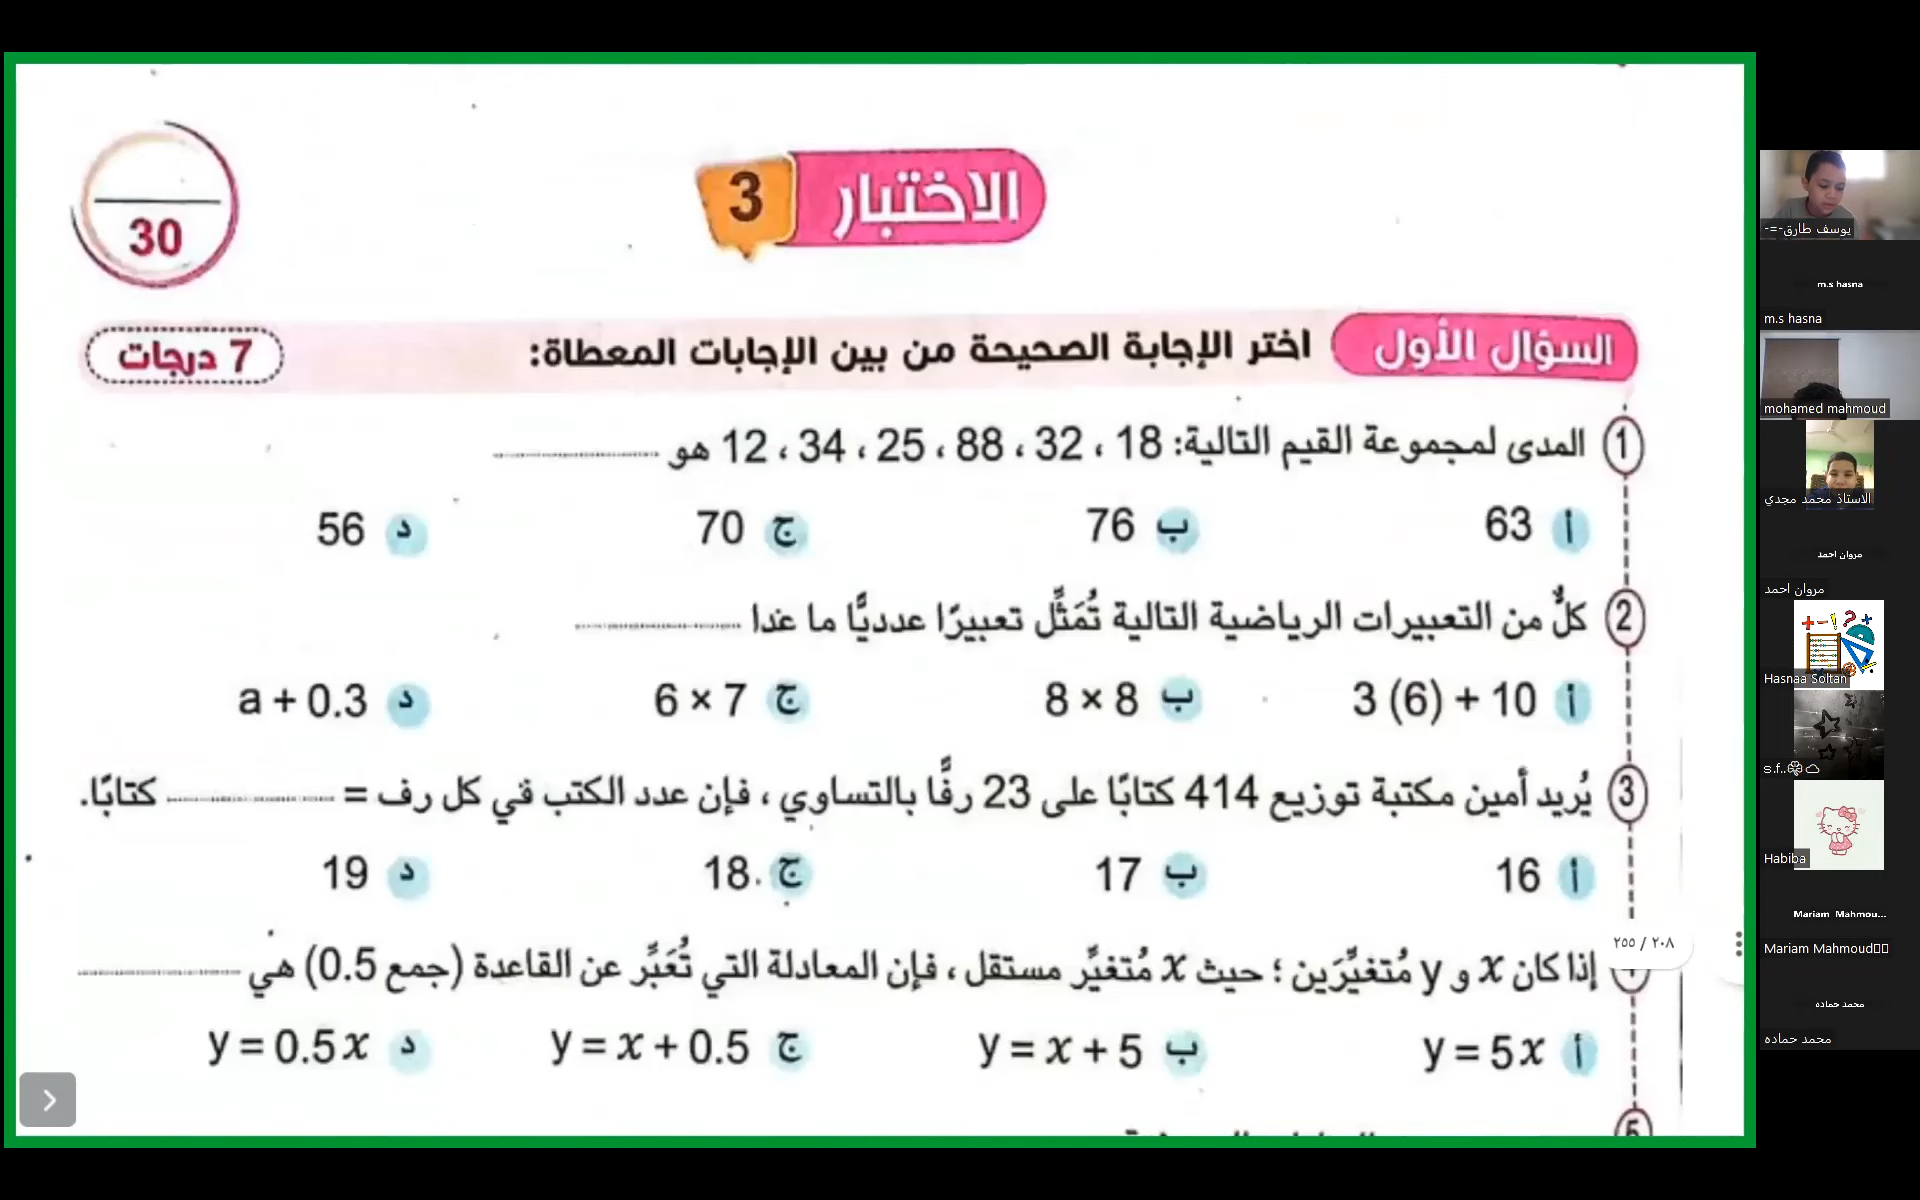 30
الاختبار 3
السؤال الأول اختر الإجابة الصحيحة من بين الإجابات المعطاة: 7 درجات
1 المدى لمجموعة القيم التالية: 18 ، 32 ، 88 ، 25 ، 34 ، 12 هو ..................
أ 63 ب 76 ج 70 د 56
2 كلٌّ من التعبيرات الرياضية التالية تُمَثِّل تعبيرًا عدديًّا ما عدا ..................
أ 3 (6) + 10 ب 8 × 8 ج 6 × 7 د a + 0.3
3 يُريد أمين مكتبة توزيع 414 كتابًا على 23 رفًّا بالتساوي ، فإن عدد الكتب في كل رف = .................. كتابًا.
أ 16 ب 17 ج 18 د 19
إذا كان x و y مُتغيِّرَين ؛ حيث x مُتغيِّر مستقل ، فإن المعادلة التي تُعَبِّر عن القاعدة (جمع 0.5) هي ..................
أ y = 5x ب y = x + 5 ج y = x + 0.5 د y = 0.5x
٢٠٨ / ٢٥٥
يوسف طارق-=-
m.s hasna
m.s hasna
mohamed mahmoud
الاستاذ محمد مجدي
مروان احمد
مروان احمد
Hasnaa Soltan
s.f..
Habiba
Mariam Mahmou...
Mariam Mahmoud
محمد حماده
محمد حماده